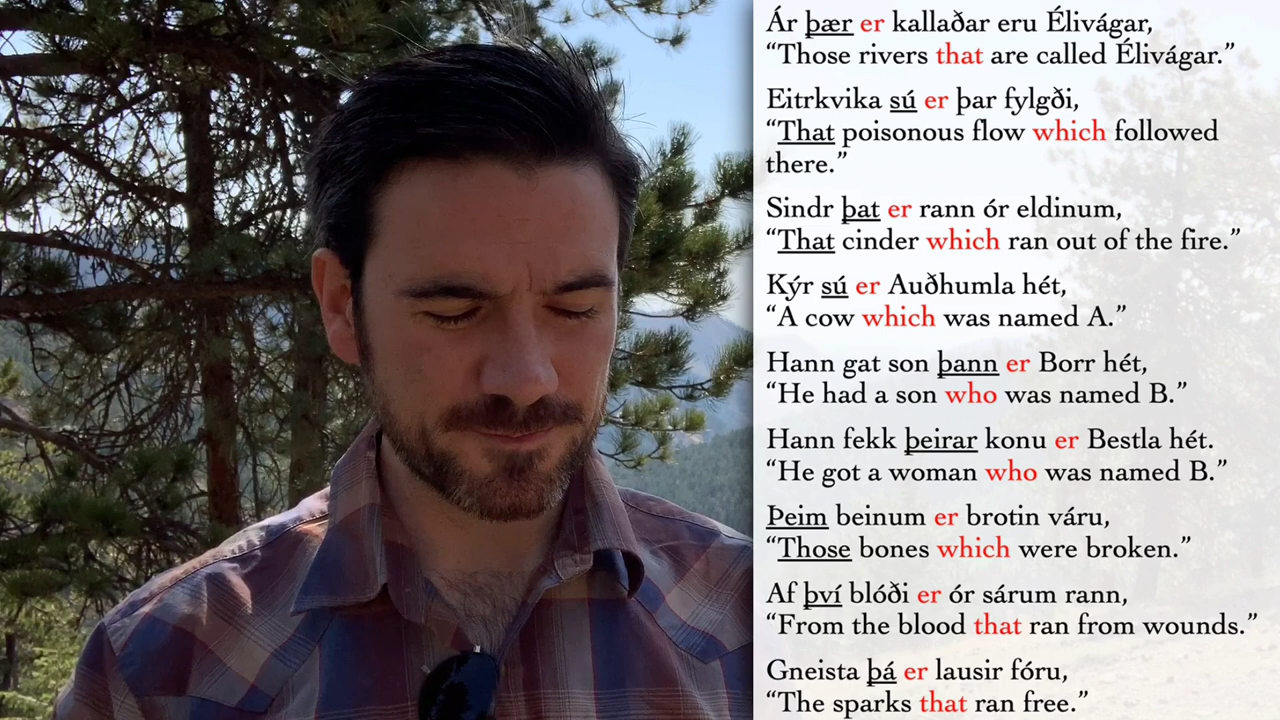 Ár þær er kallaðar eru Élivágar,
“Those rivers that are called Élivágar.”
Eitrkvika sú er þar fylgði,
“That poisonous flow which followed
there.”
Sindr þat er rann ór eldinum,
“That cinder which ran out of the fire.”
Kýr sú er Auðhumla hét,
“A cow which was named A.”
Hann gat son þann er Borr hét,
“He had a son who was named B.”
Hann fekk þeirar konu er Bestla hét.
“He got a woman who was named B.”
Þeim beinum er brotin váru,
“Those bones which were broken.”
Af því blóði er ór sárum rann,
“From the blood that ran from wounds.”
Gneista þá er lausir fóru,
“The sparks that ran free.”